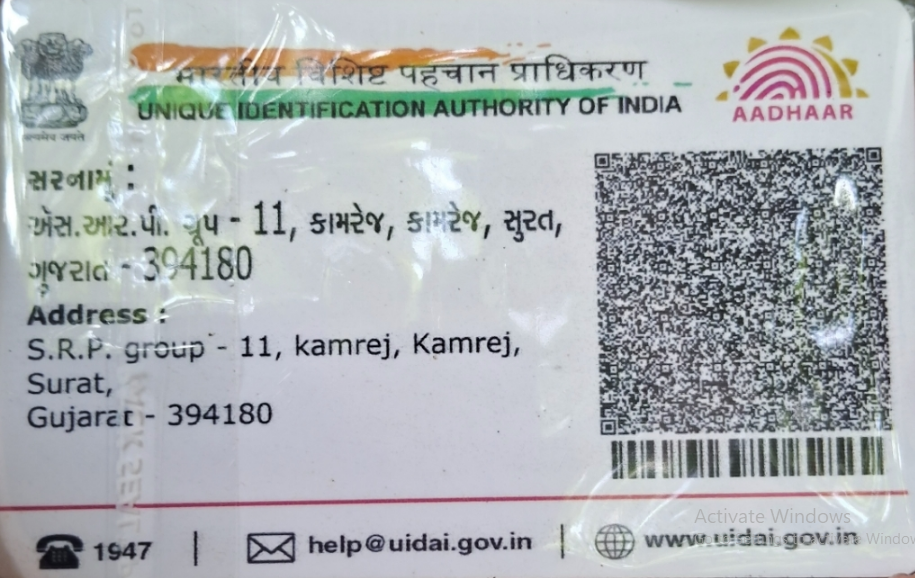 भारतीय विशिष्ट पहचान प्राधिकरण
UNIQUE IDENTIFICATION AUTHORITY OF INDIA
AADHAAR
सत्यमेव जयते
સરનામું :
એસ.આર.પી. ગ્રૂપ - 11, કામરેજ, કામરેજ, સુરત,
ગુજરાત - 394180
Address :
S.R.P. group - 11, kamrej, Kamrej,
Surat,
Gujarat - 394180
1947
help@uidai.gov.in
www.uidai.gov.in
Activate Windows